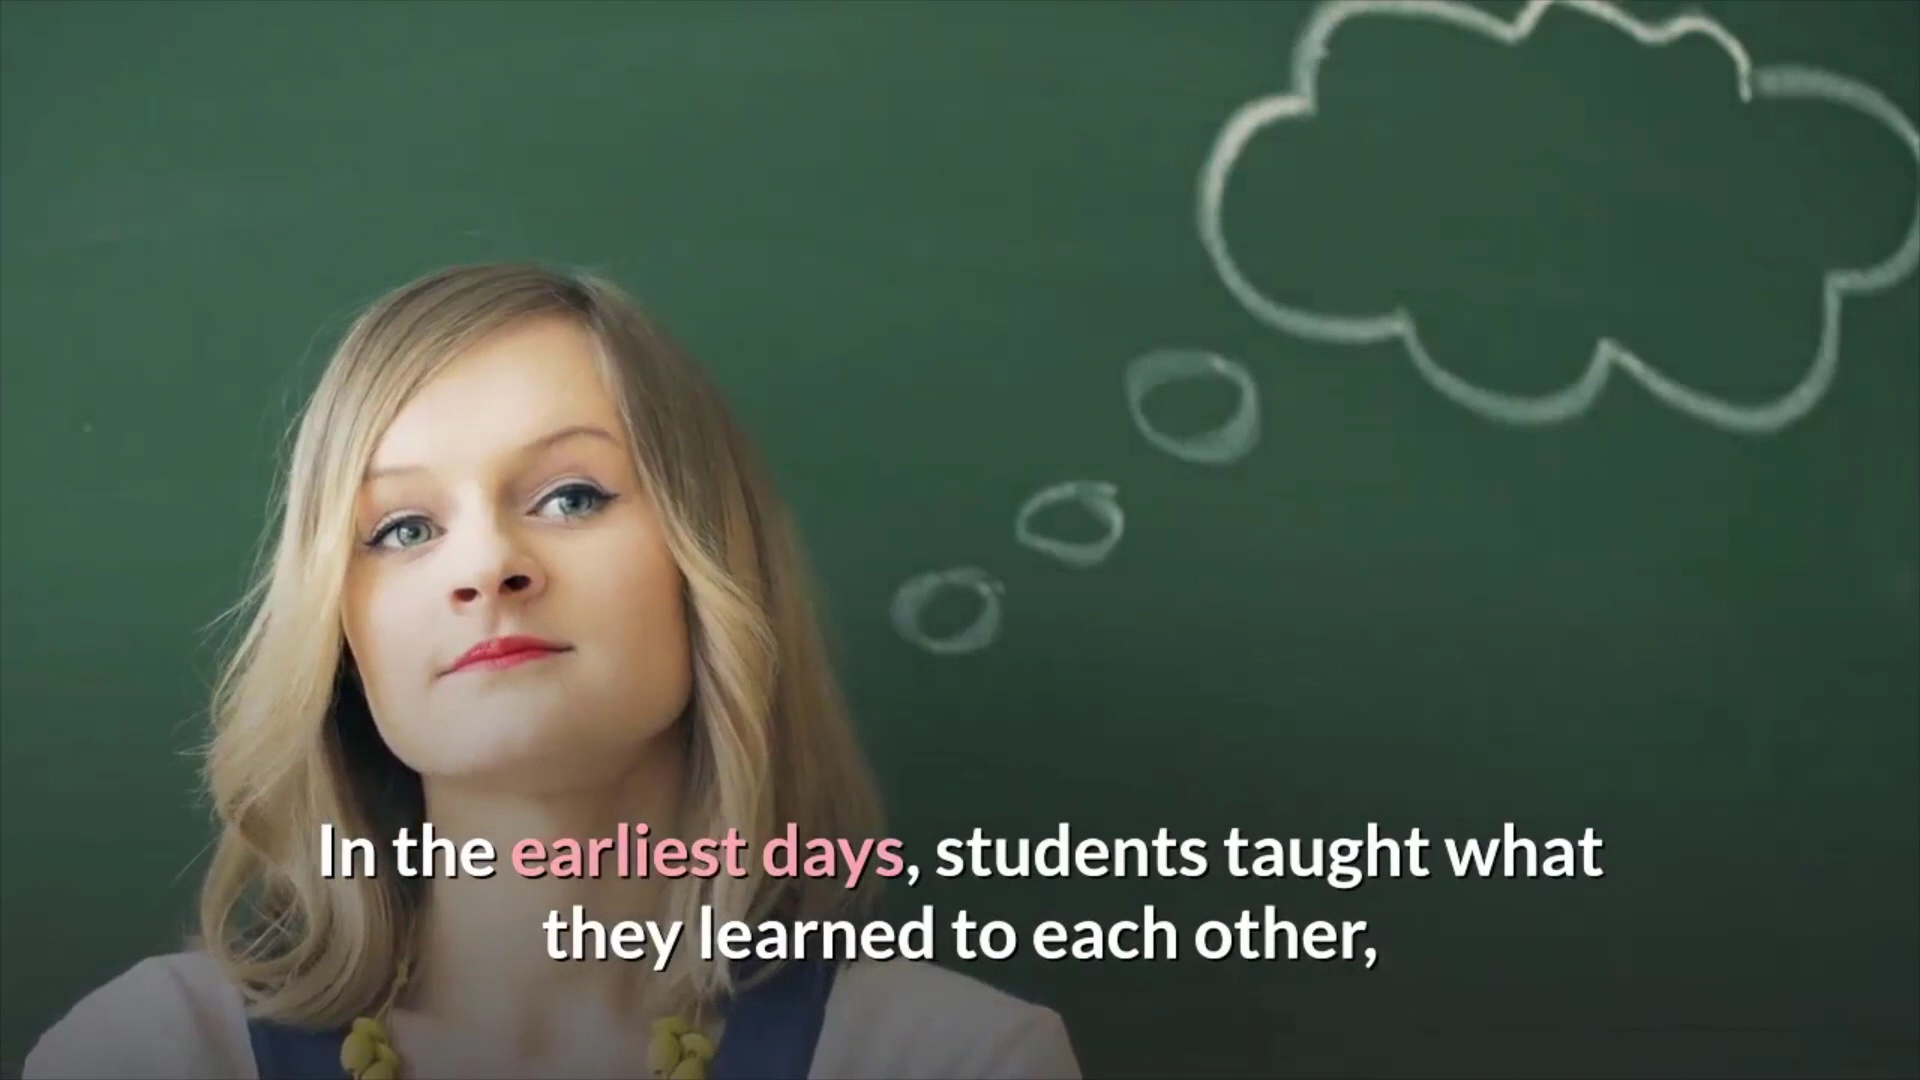 In the earliest days, students taught what
they learned to each other,